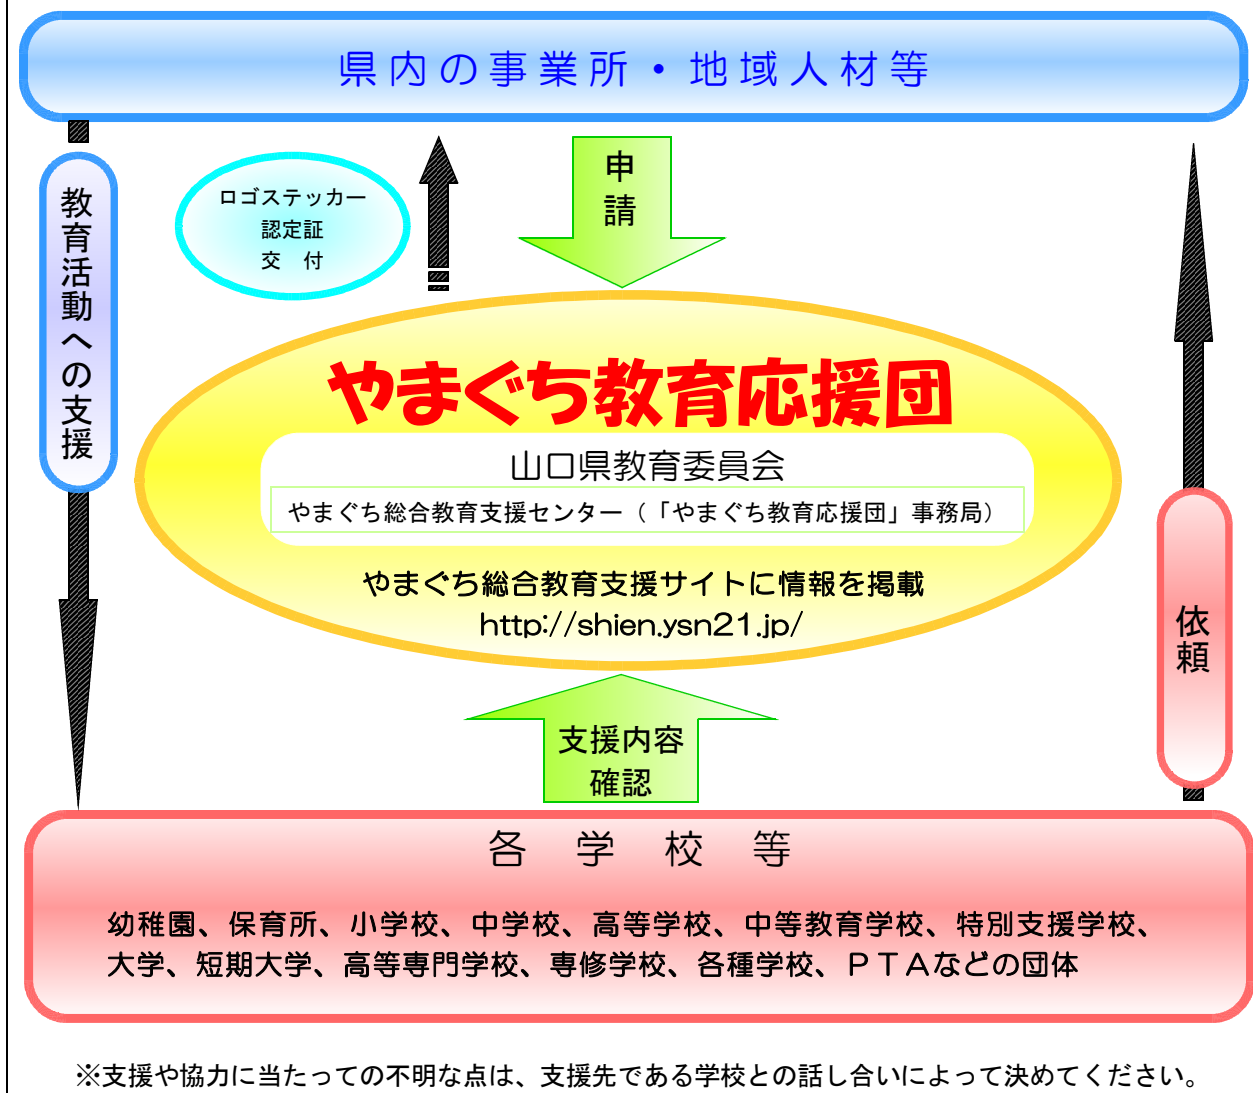 県内の事業所・地域人材等
教育活動への支援
ロゴステッカー
認定証
交　付
申請
やまぐち教育応援団
山口県教育委員会
やまぐち総合教育支援センター（「やまぐち教育応援団」事務局）
やまぐち総合教育支援サイトに情報を掲載
http://shien.ysn21.jp/
依頼
支援内容
確認
各　学　校　等
幼稚園、保育所、小学校、中学校、高等学校、中等教育学校、特別支援学校、
大学、短期大学、高等専門学校、専修学校、各種学校、ＰＴＡなどの団体
※支援や協力に当たっての不明な点は、支援先である学校との話し合いによって決めてください。